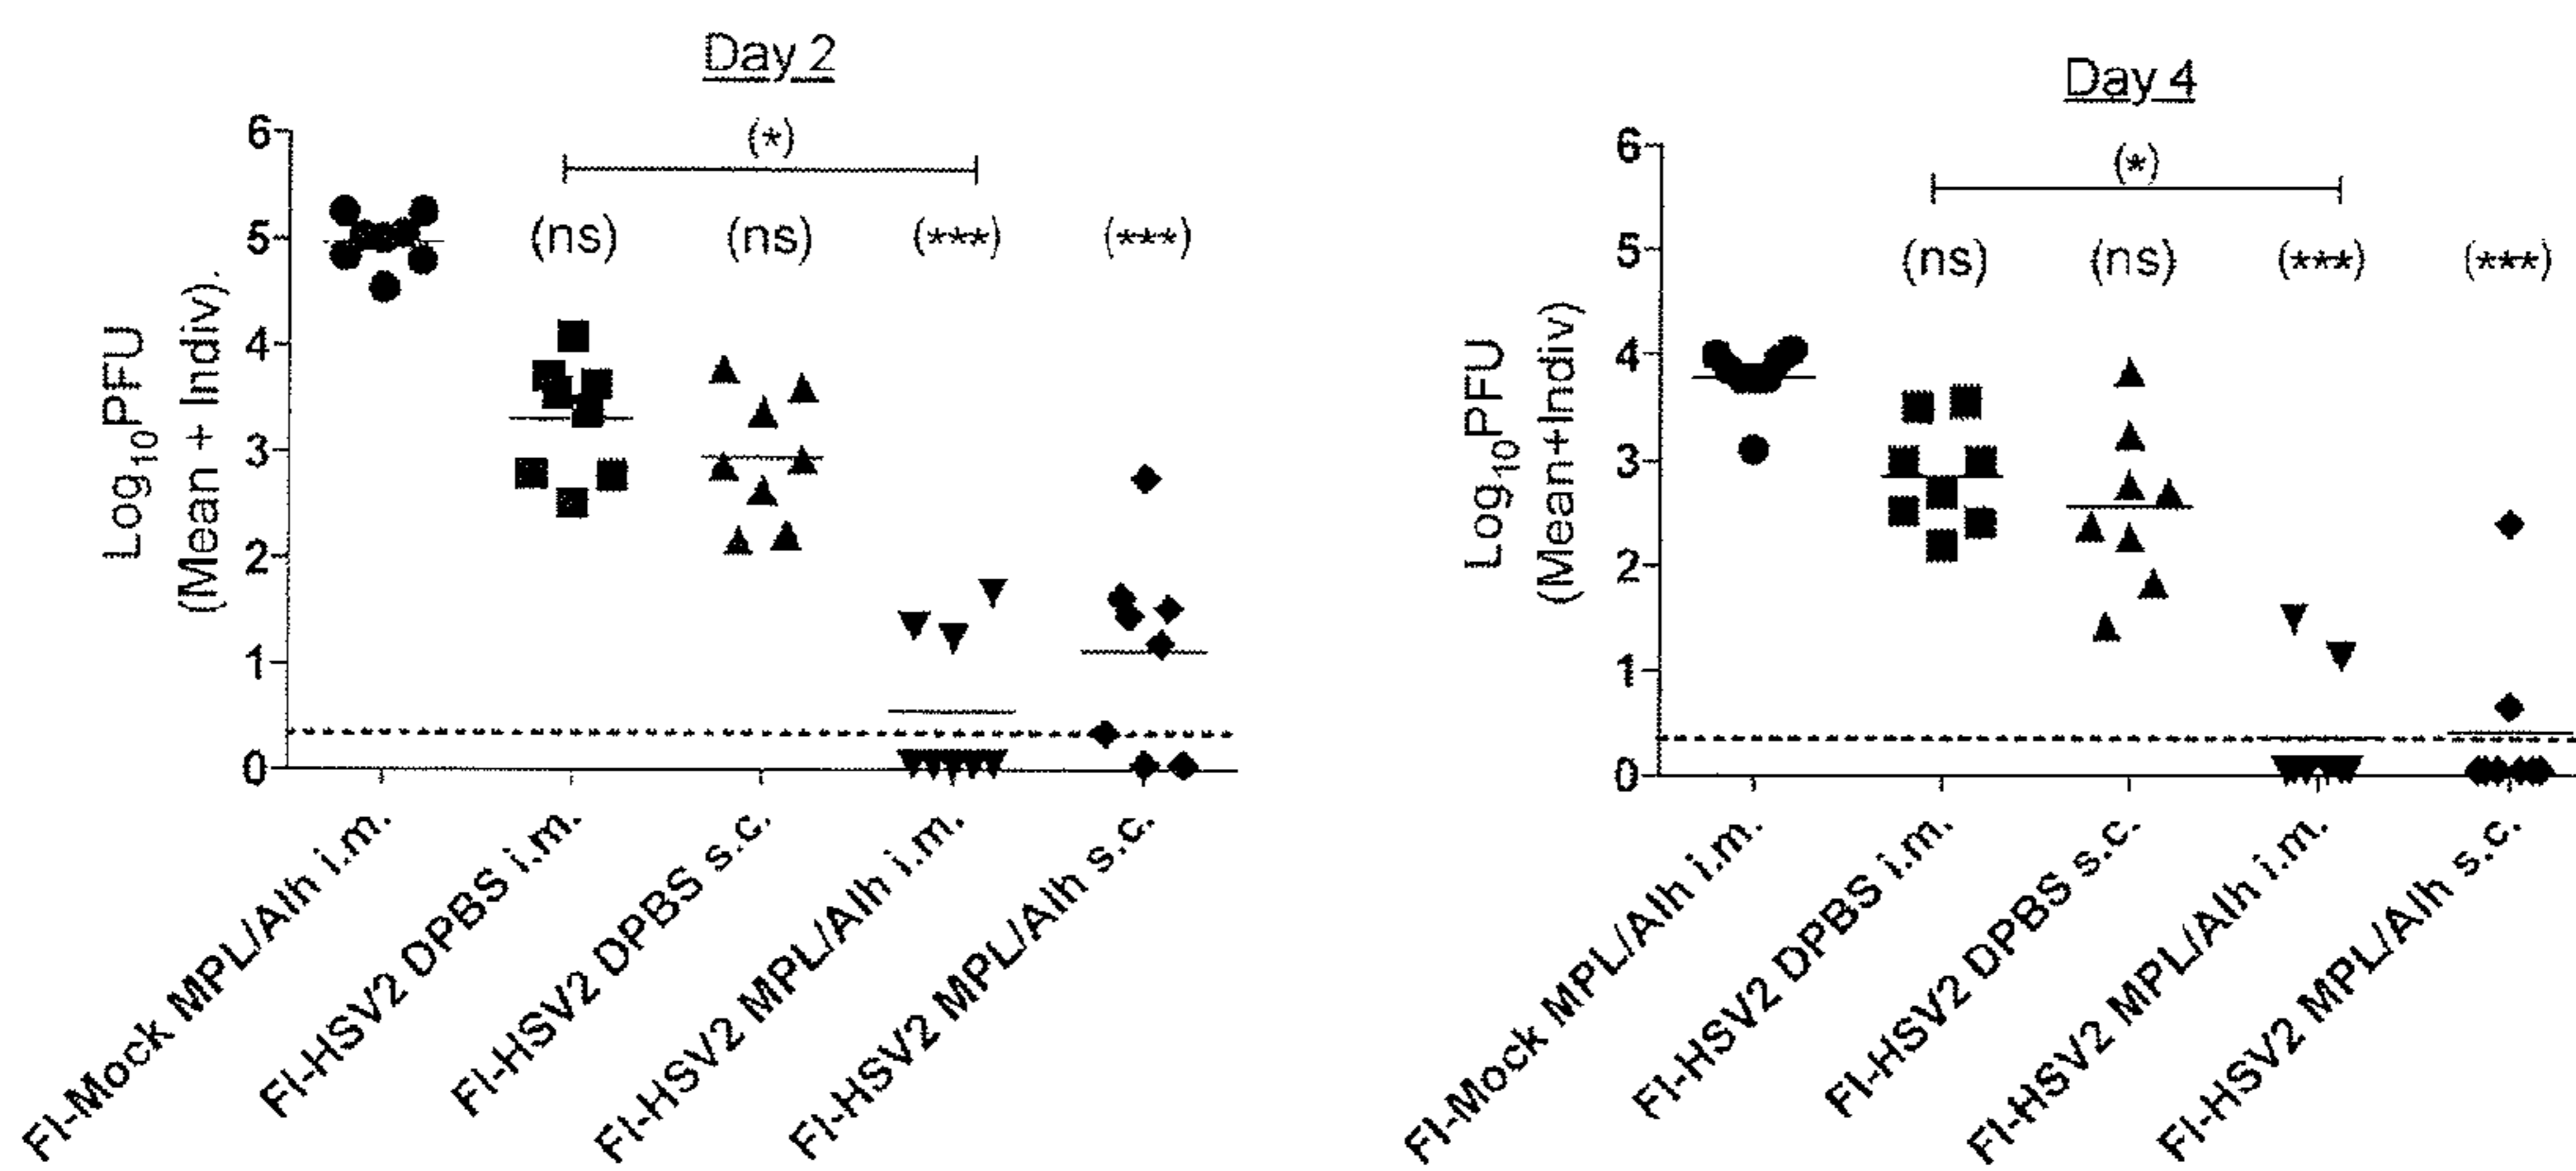 Day 2
(*)
(ns) (ns) (***) (***)
6
5
4
3
2
1
0
Log10PFU
(Mean + Indiv).
FI-Mock MPL/Alh i.m.
FI-HSV2 DPBS i.m.
FI-HSV2 DPBS s.c.
FI-HSV2 MPL/Alh i.m.
FI-HSV2 MPL/Alh s.c.
Day 4
(*)
(ns) (ns) (***) (***)
6
5
4
3
2
1
0
Log10PFU
(Mean+Indiv)
FI-Mock MPL/Alh i.m.
FI-HSV2 DPBS i.m.
FI-HSV2 DPBS s.c.
FI-HSV2 MPL/Alh i.m.
FI-HSV2 MPL/Alh s.c.